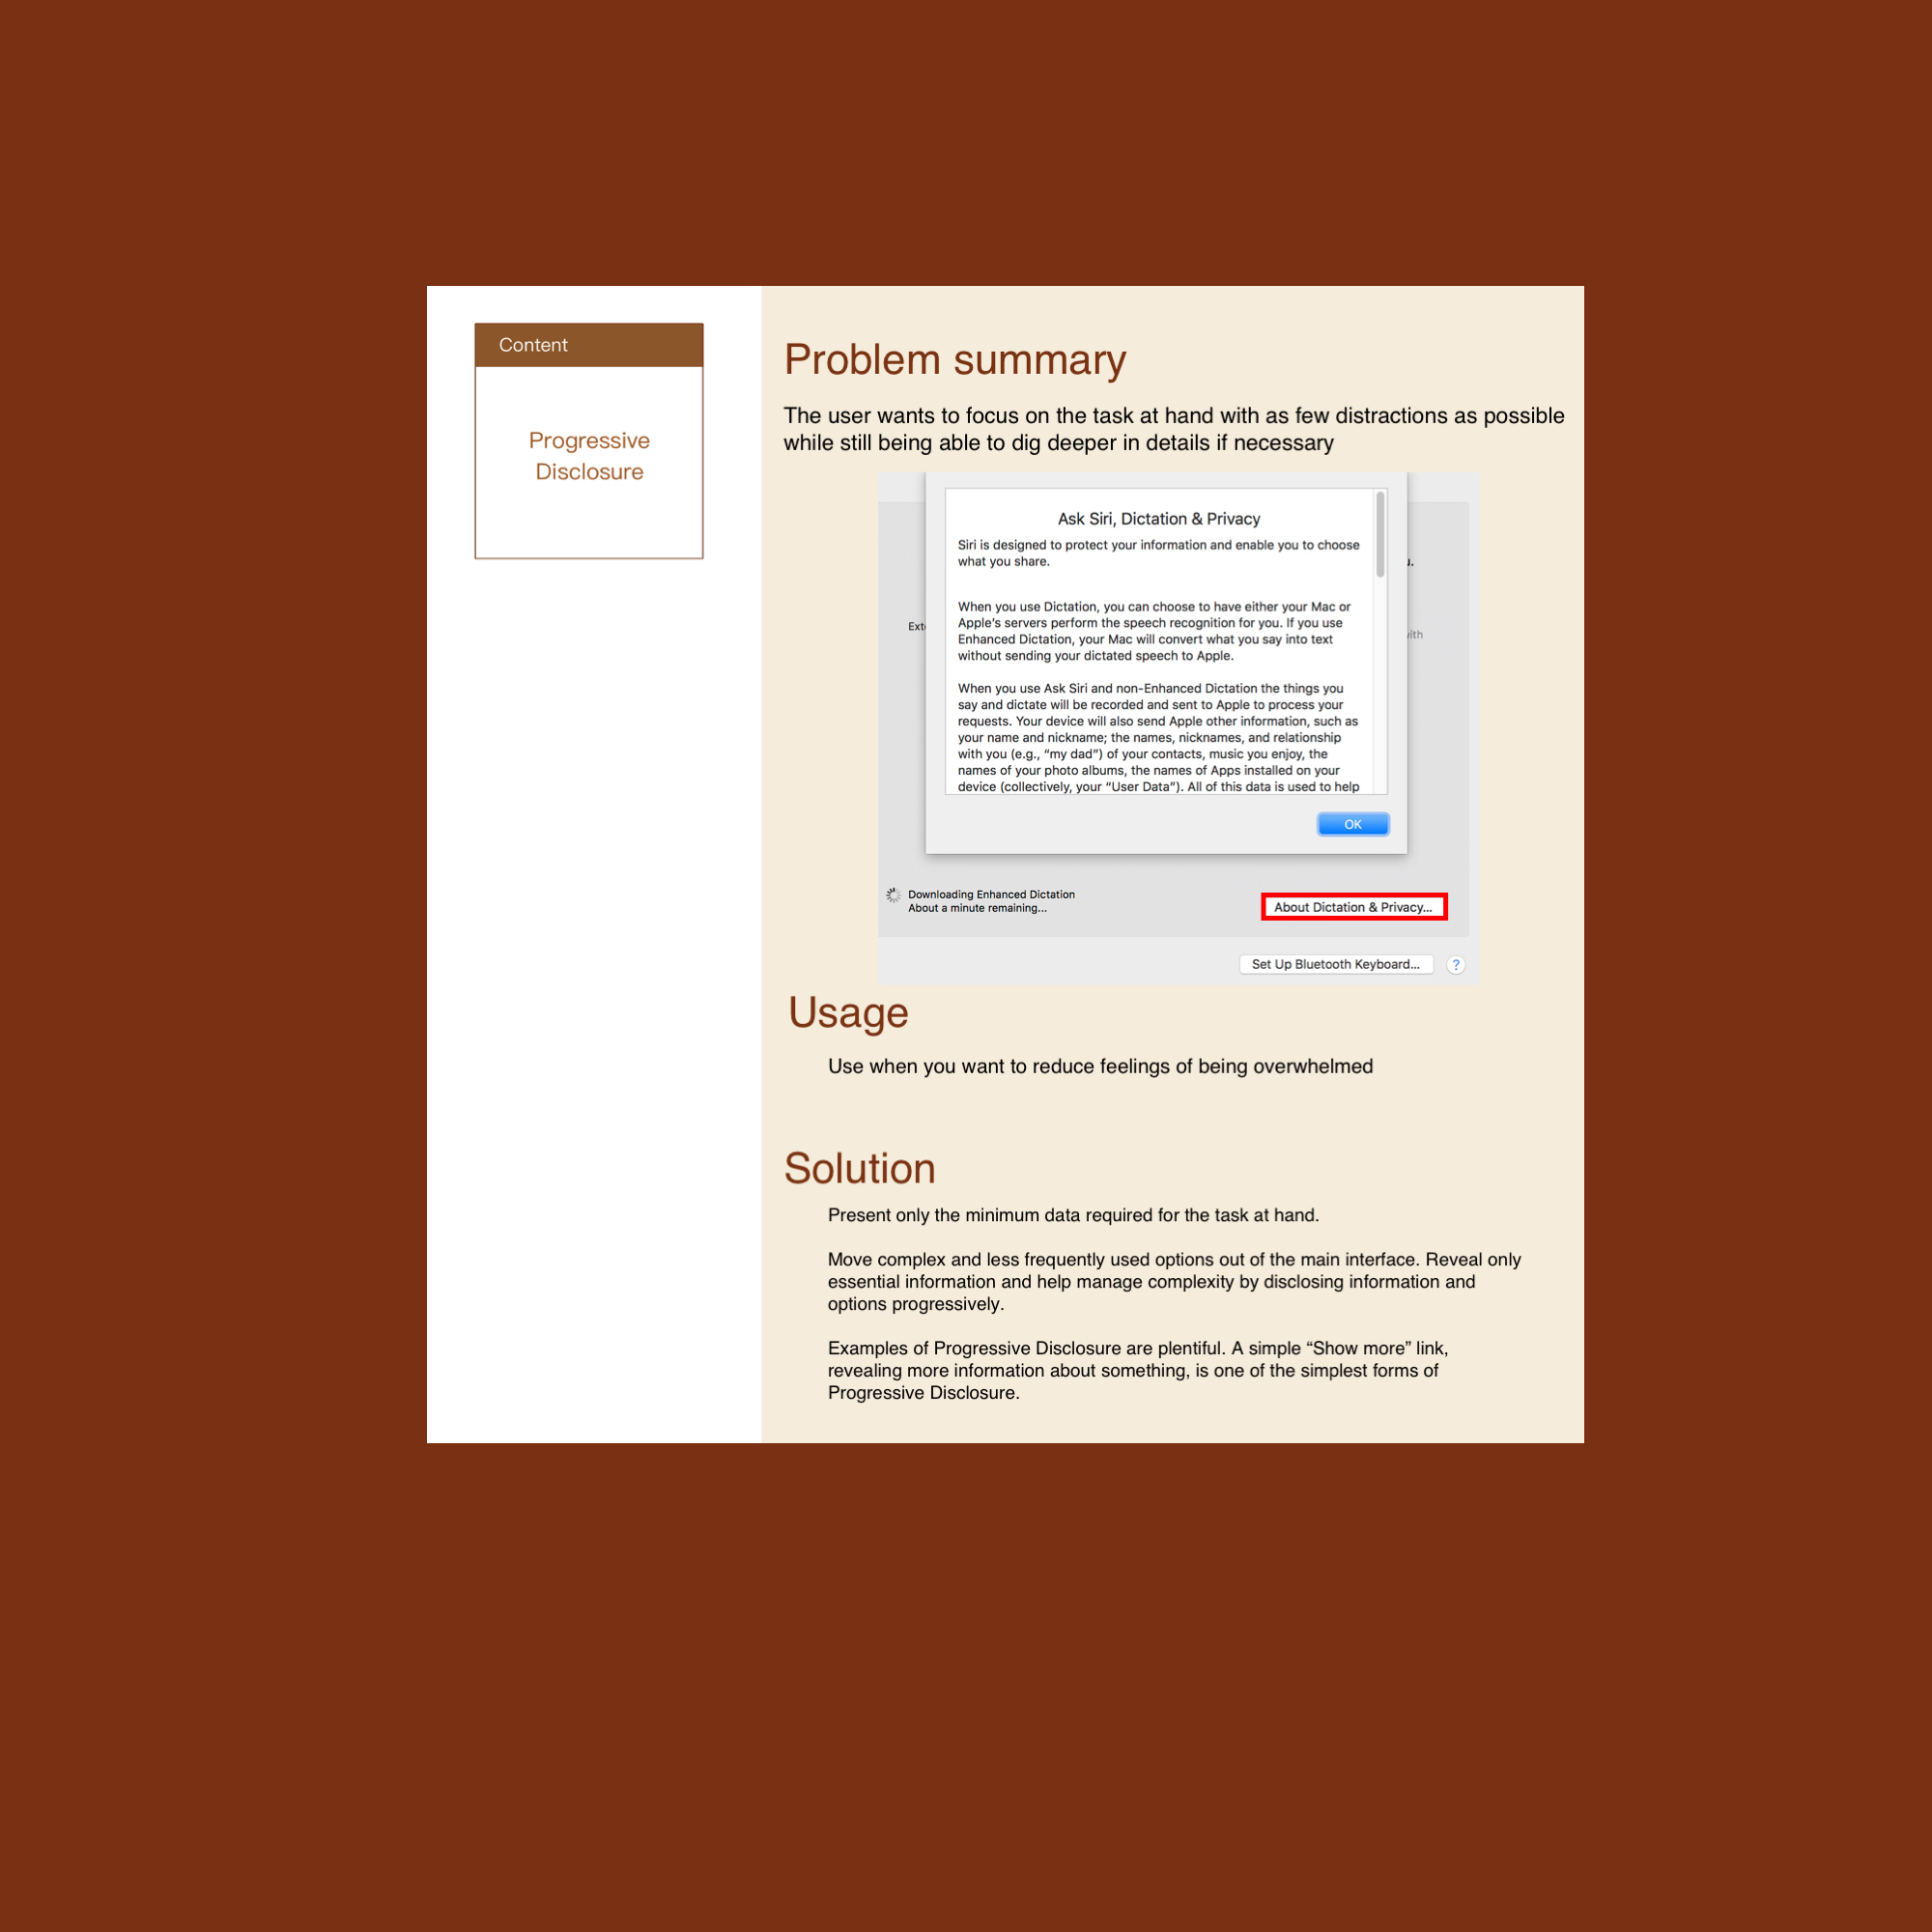 Content
Progressive
Disclosure
Problem summary
The user wants to focus on the task at hand with as few distractions as possible
while still being able to dig deeper in details if necessary
Ask Siri, Dictation & Privacy
Siri is designed to protect your information and enable you to choose
what you share.
When you use Dictation, you can choose to have either your Mac or
Apple's servers perform the speech recognition for you. If you use
Enhanced Dictation, your Mac will convert what you say into text
without sending your dictated speech to Apple.
When you use Ask Siri and non-Enhanced Dictation the things you
say and dictate will be recorded and sent to Apple to process your
requests. Your device will also send Apple other information, such as
your name and nickname; the names, nicknames, and relationship
with you (e.g., “my dad”) of your contacts, music you enjoy, the
names of your photo albums, the names of Apps installed on your
device (collectively, your “User Data”). All of this data is used to help
OK
Downloading Enhanced Dictation
About a minute remaining...
About Dictation & Privacy...
Set Up Bluetooth Keyboard... ?
Usage
Use when you want to reduce feelings of being overwhelmed
Solution
Present only the minimum data required for the task at hand.
Move complex and less frequently used options out of the main interface. Reveal only
essential information and help manage complexity by disclosing information and
options progressively.
Examples of Progressive Disclosure are plentiful. A simple “Show more” link,
revealing more information about something, is one of the simplest forms of
Progressive Disclosure.